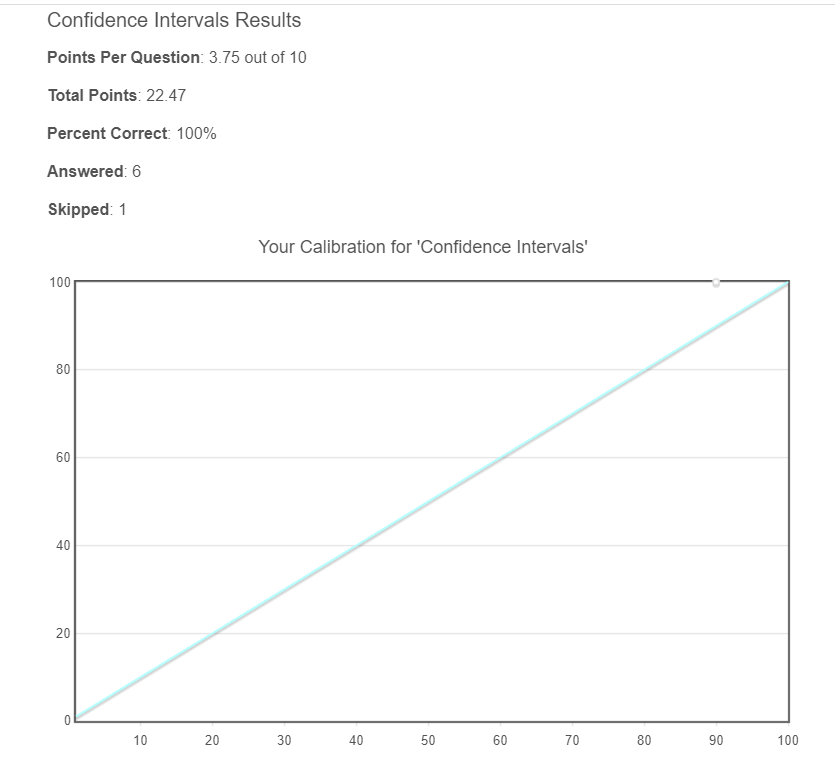 Confidence Intervals Results
Points Per Question: 3.75 out of 10
Total Points: 22.47
Percent Correct: 100%
Answered: 6
Skipped: 1
Your Calibration for 'Confidence Intervals'
100
80
60
40
20
0
10 20 30 40 50 60 70 80 90 100